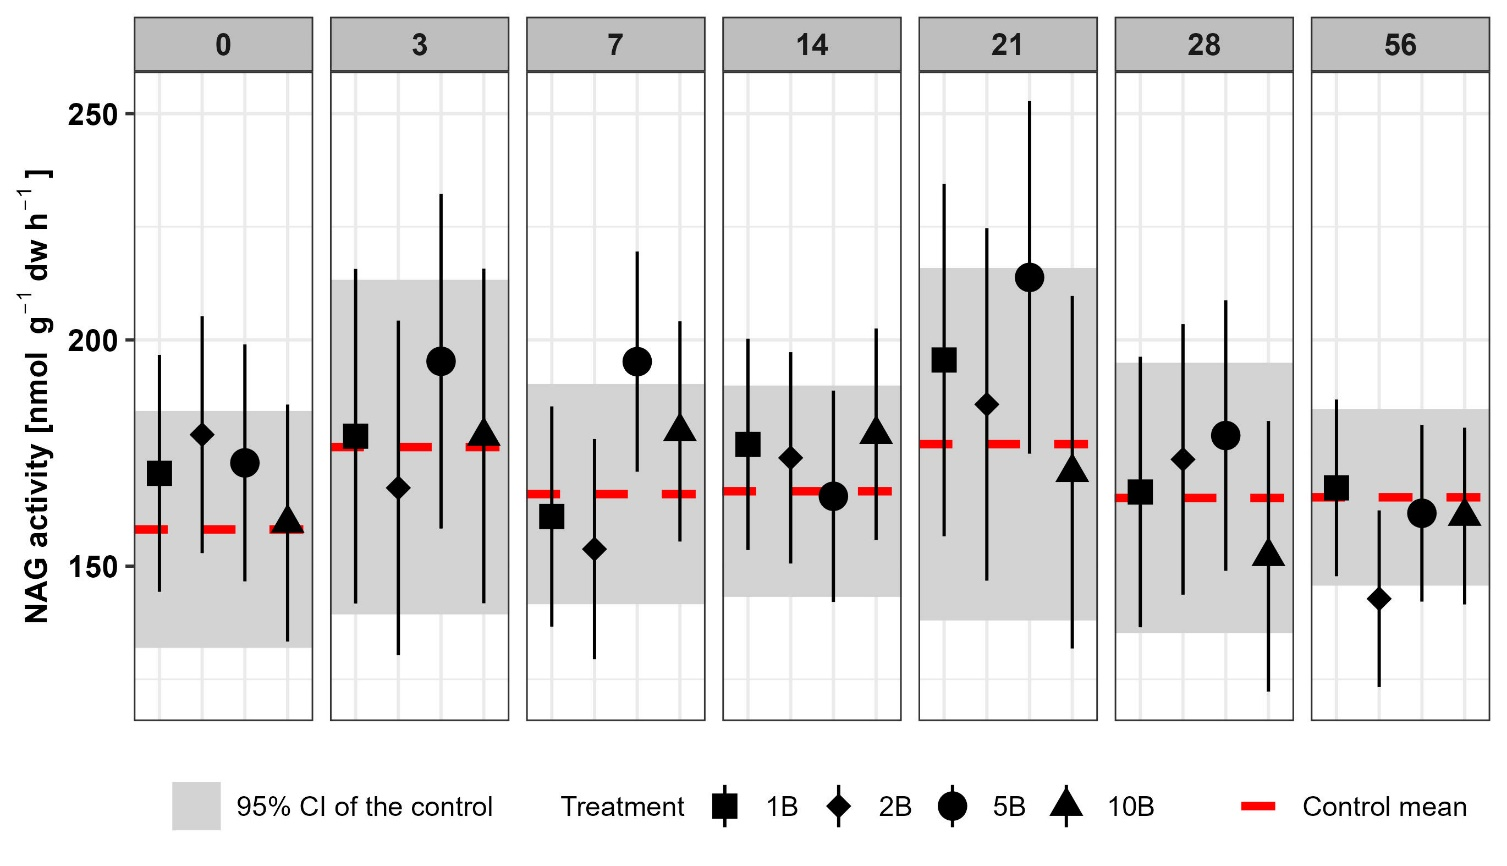 0 3 7 14 21 28 56
250
200
150
NAG activity [nmol g⁻¹ dw h⁻¹ ]
95% CI of the control Treatment 1B 2B 5B 10B Control mean